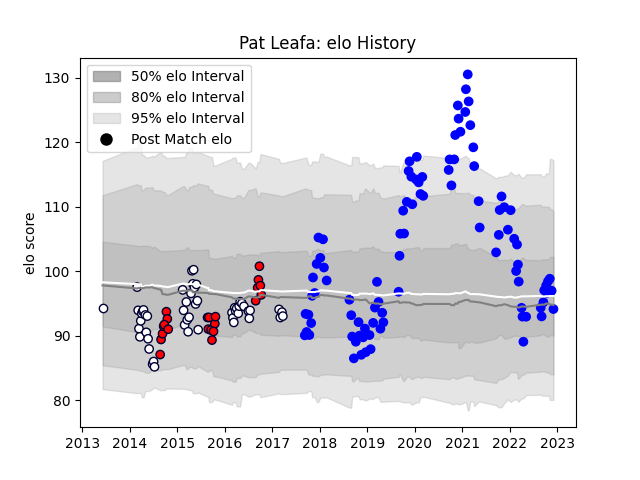 Pat Leafa: elo History
50% elo Interval
80% elo Interval
95% elo Interval
Post Match elo
elo score
130
120
110
100
90
80
2013 2014 2015 2016 2017 2018 2019 2020 2021 2022 2023